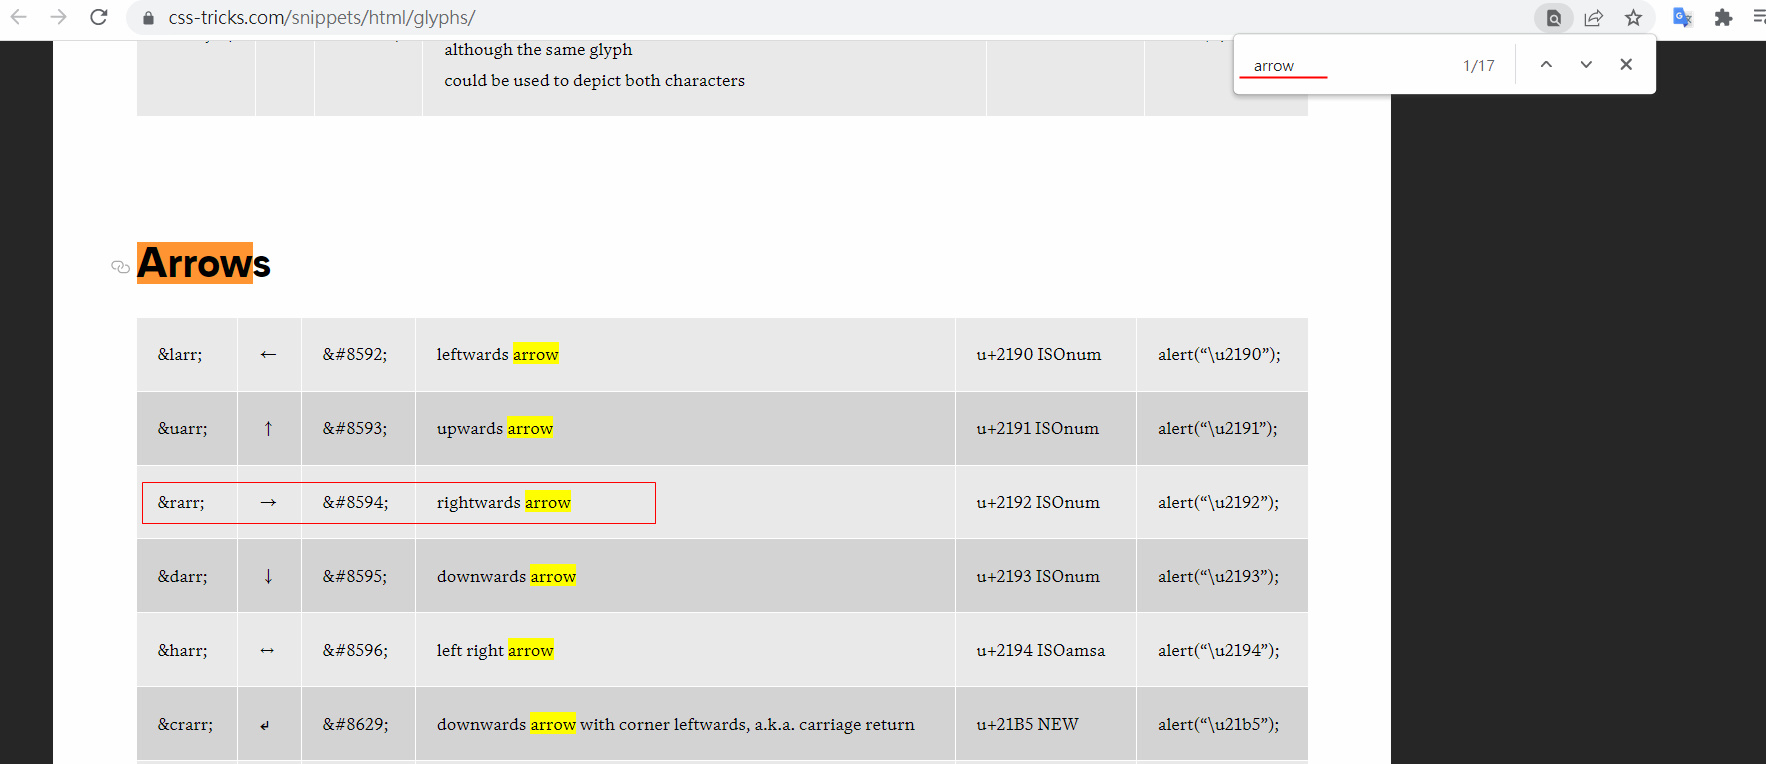 css-tricks.com/snippets/html/glyphs/
arrow 1/17
although the same glyph
could be used to depict both characters
Arrows
&larr; ← &#8592; leftwards arrow u+2190 ISOnum alert(“\u2190”);
&uarr; ↑ &#8593; upwards arrow u+2191 ISOnum alert(“\u2191”);
&rarr; → &#8594; rightwards arrow u+2192 ISOnum alert(“\u2192”);
&darr; ↓ &#8595; downwards arrow u+2193 ISOnum alert(“\u2193”);
&harr; ↔ &#8596; left right arrow u+2194 ISOamsa alert(“\u2194”);
&crarr; ↵ &#8629; downwards arrow with corner leftwards, a.k.a. carriage return u+21B5 NEW alert(“\u21b5”);